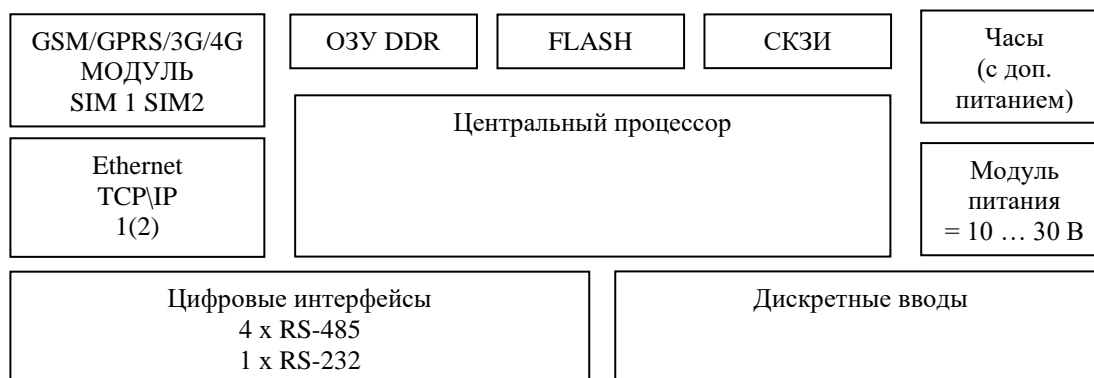 GSM/GPRS/3G/4G
МОДУЛЬ
SIM 1 SIM2
ОЗУ DDR
FLASH
СКЗИ
Часы
(с доп.
питанием)
Центральный процессор
Ethernet
TCP\IP
1(2)
Модуль
питания
= 10 … 30 В
Цифровые интерфейсы
4 x RS-485
1 x RS-232
Дискретные вводы